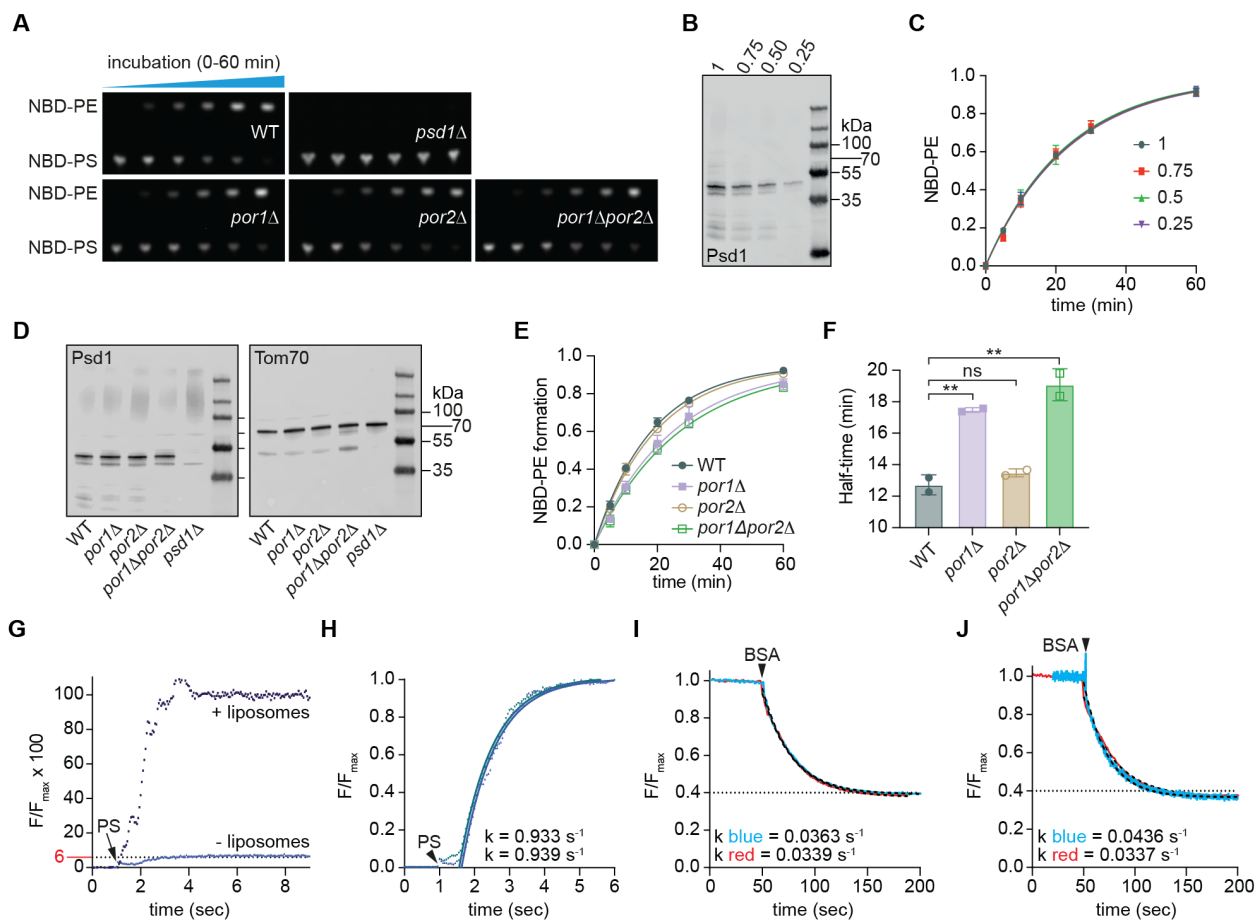 A
incubation (0-60 min)
NBD-PE
WT
psd1Δ
NBD-PS
NBD-PE
por1Δ
por2Δ
por1Δpor2Δ
NBD-PS
B
1
0.75
0.50
0.25
kDa
100
70
55
35
Psd1
C
1.0
0.8
0.6
0.4
0.2
0.0
NBD-PE
1
0.75
0.5
0.25
0
20
40
60
time (min)
D
Psd1
Tom70
kDa
100
70
55
35
WT
por1Δ
por2Δ
por1Δpor2Δ
psd1Δ
WT
por1Δ
por2Δ
por1Δpor2Δ
psd1Δ
E
1.0
0.8
0.6
0.4
0.2
0.0
NBD-PE formation
WT
por1Δ
por2Δ
por1Δpor2Δ
0
20
40
60
time (min)
F
**
ns
**
20
18
16
14
12
10
Half-time (min)
WT
por1Δ
por2Δ
por1Δpor2Δ
G
100
80
60
40
20
6
0
F/Fmax x 100
PS
+ liposomes
- liposomes
0
2
4
6
8
time (sec)
H
1.0
0.8
0.6
0.4
0.2
0.0
F/Fmax
PS
k = 0.933 s-1
k = 0.939 s-1
0
1
2
3
4
5
6
time (sec)
I
BSA
1.0
0.8
0.6
0.4
0.2
0.0
F/Fmax
k blue = 0.0363 s-1
k red = 0.0339 s-1
0
50
100
150
200
time (sec)
J
BSA
1.0
0.8
0.6
0.4
0.2
0.0
F/Fmax
k blue = 0.0436 s-1
k red = 0.0337 s-1
0
50
100
150
200
time (sec)